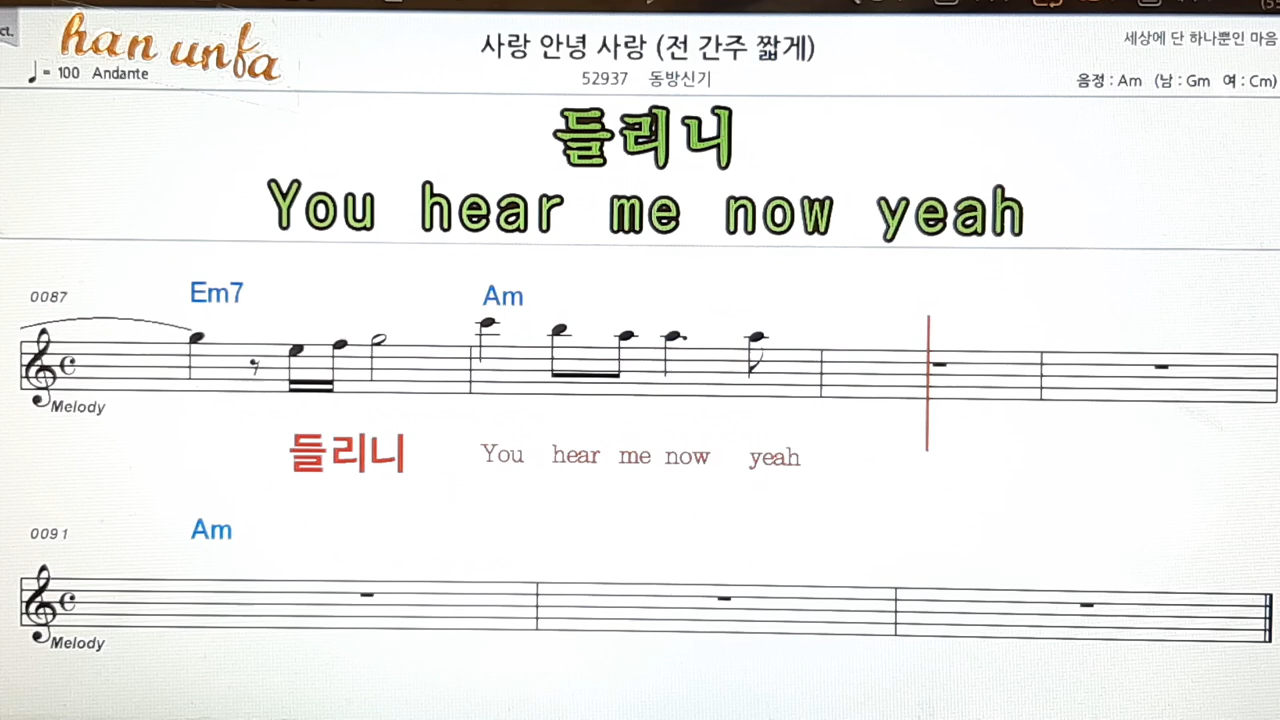 ct.
han unfa
♩= 100 Andante
사랑 안녕 사랑 (전 간주 짧게)
52937 동방신기
세상에 단 하나뿐인 마음
음정 : Am (남 : Gm 여 : Cm)
들리니
You hear me now yeah
0087 Em7 Am
Melody
들리니 You hear me now yeah
0091 Am
Melody